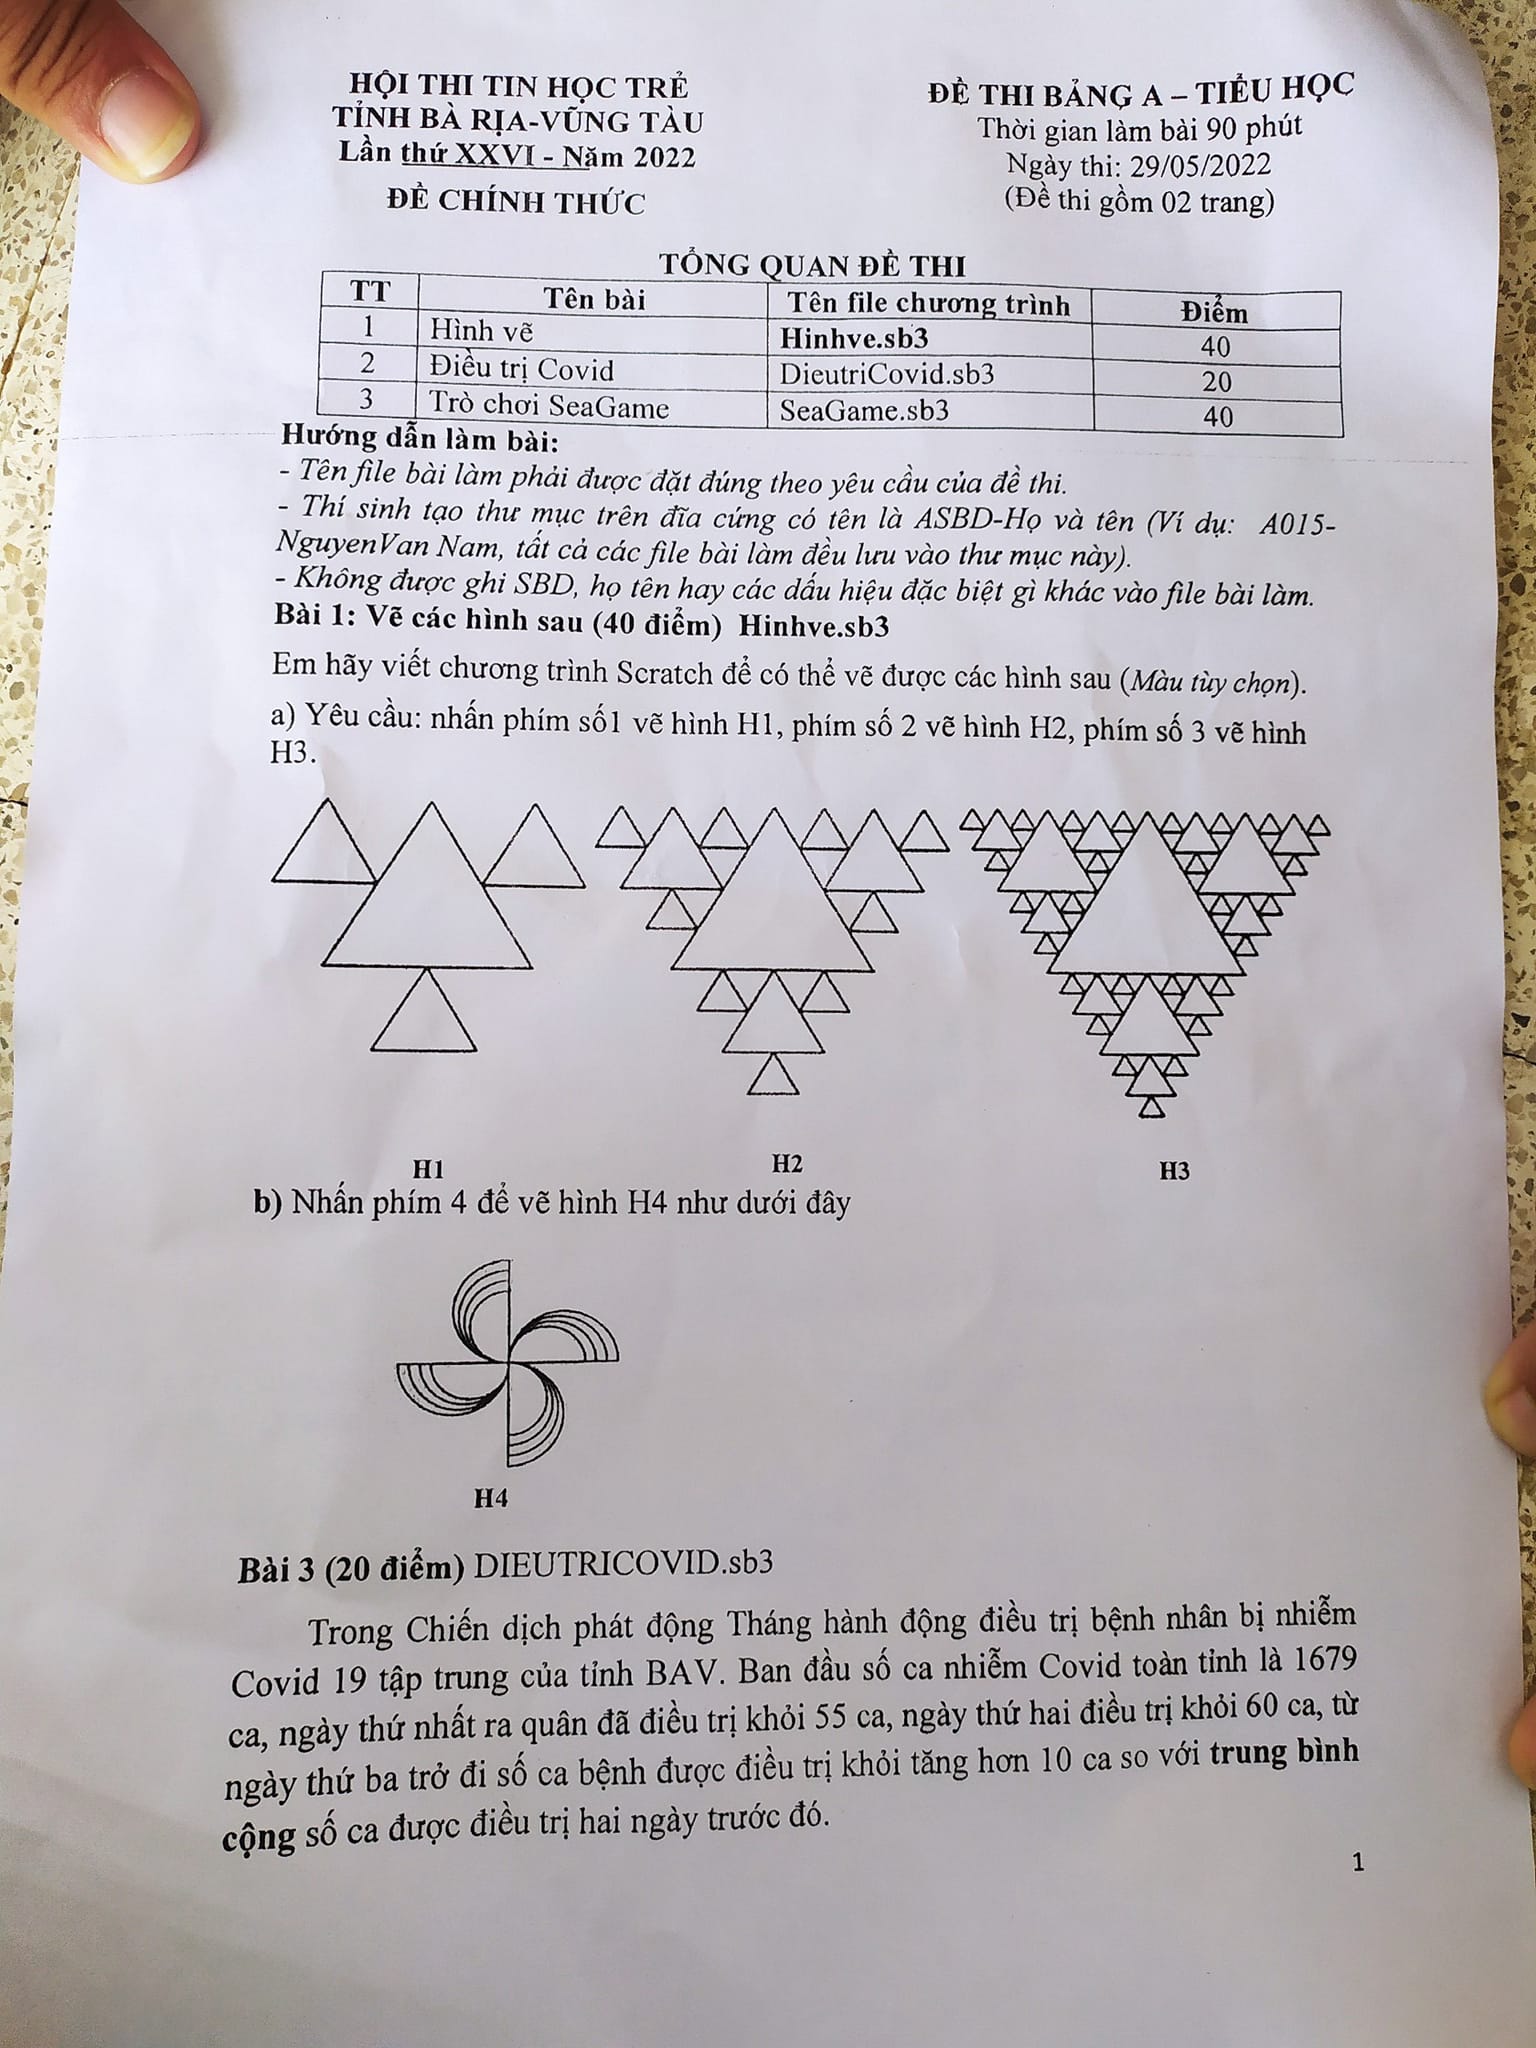 HỘI THI TIN HỌC TRẺ
TỈNH BÀ RỊA-VŨNG TÀU
Lần thứ XXVI - Năm 2022
ĐỀ CHÍNH THỨC
ĐỀ THI BẢNG A – TIỂU HỌC
Thời gian làm bài 90 phút
Ngày thi: 29/05/2022
(Đề thi gồm 02 trang)
TỔNG QUAN ĐỀ THI
TT Tên bài Tên file chương trình Điểm
1 Hình vẽ Hinhve.sb3 40
2 Điều trị Covid DieutriCovid.sb3 20
3 Trò chơi SeaGame SeaGame.sb3 40
Hướng dẫn làm bài:
- Tên file bài làm phải được đặt đúng theo yêu cầu của đề thi.
- Thí sinh tạo thư mục trên đĩa cứng có tên là ASBD-Họ và tên (Ví dụ: A015-
NguyenVan Nam, tất cả các file bài làm đều lưu vào thư mục này).
- Không được ghi SBD, họ tên hay các dấu hiệu đặc biệt gì khác vào file bài làm.
Bài 1: Vẽ các hình sau (40 điểm) Hinhve.sb3
Em hãy viết chương trình Scratch để có thể vẽ được các hình sau (Màu tùy chọn).
a) Yêu cầu: nhấn phím số1 vẽ hình H1, phím số 2 vẽ hình H2, phím số 3 vẽ hình
H3.
H1 H2 H3
b) Nhấn phím 4 để vẽ hình H4 như dưới đây
H4
Bài 3 (20 điểm) DIEUTRICOVID.sb3
Trong Chiến dịch phát động Tháng hành động điều trị bệnh nhân bị nhiễm
Covid 19 tập trung của tỉnh BAV. Ban đầu số ca nhiễm Covid toàn tỉnh là 1679
ca, ngày thứ nhất ra quân đã điều trị khỏi 55 ca, ngày thứ hai điều trị khỏi 60 ca, từ
ngày thứ ba trở đi số ca bệnh được điều trị khỏi tăng hơn 10 ca so với trung bình
cộng số ca được điều trị hai ngày trước đó.
1